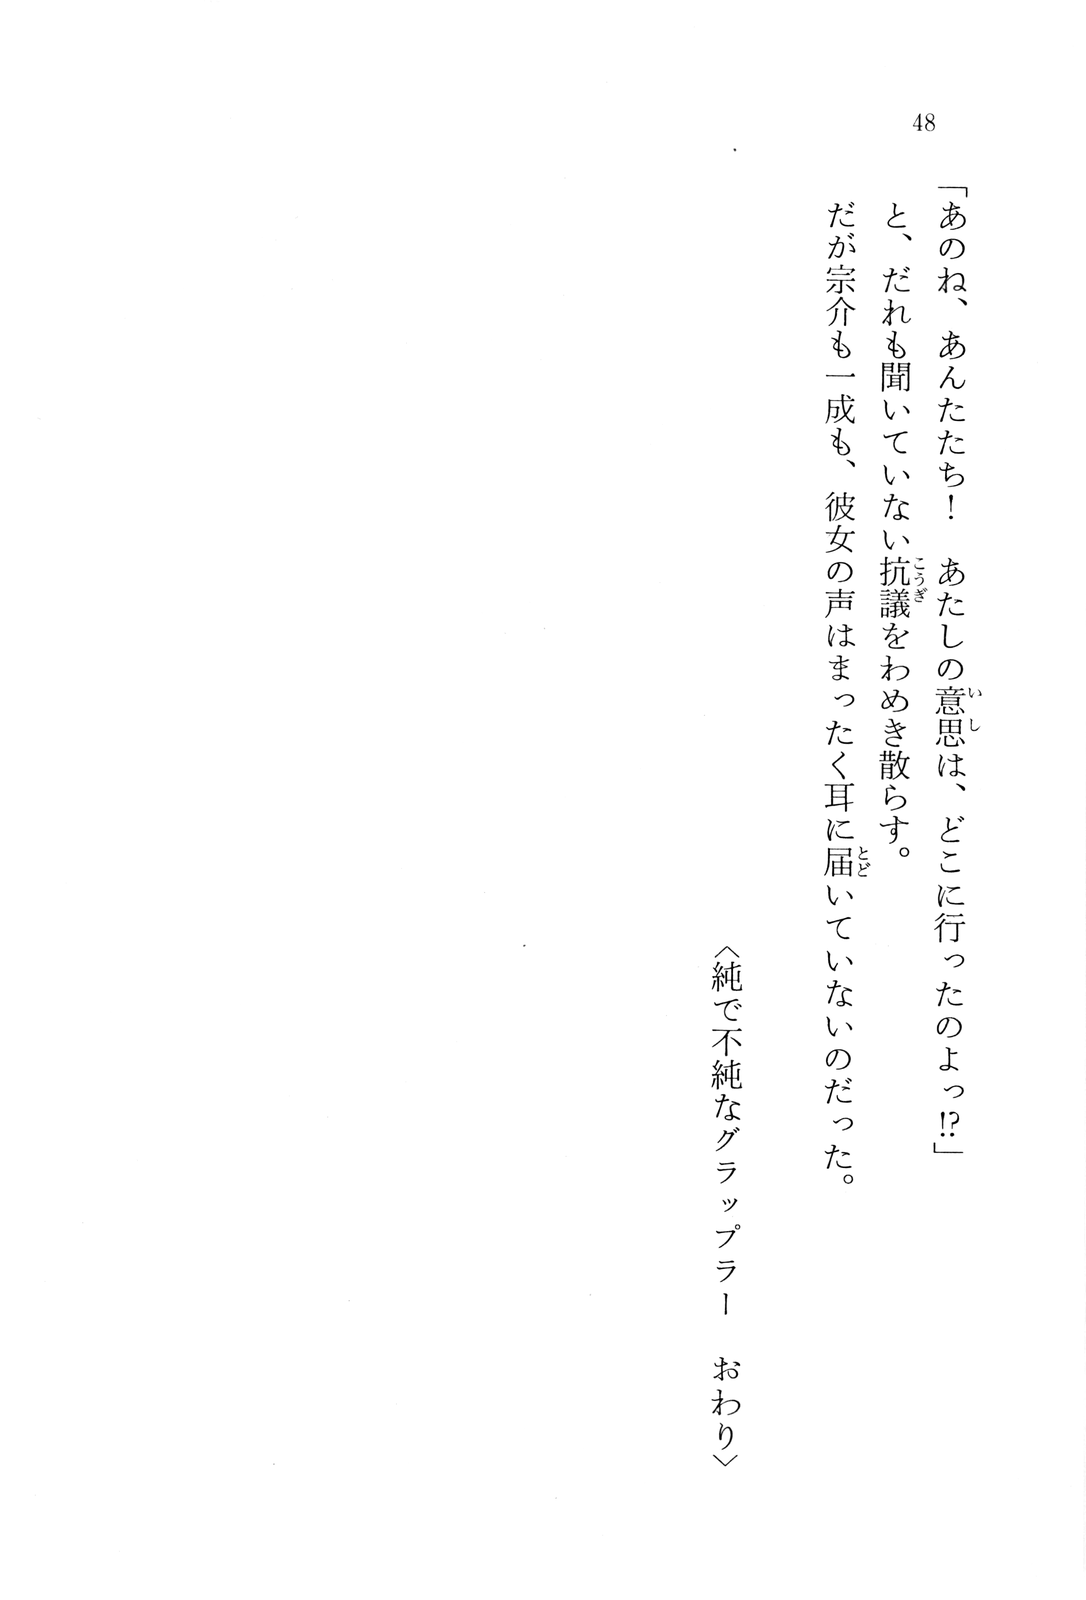 48
「あのね、あんたたち！　あたしの意思は、どこに行ったのよっ!?」
と、だれも聞いていない抗議をわめき散らす。
だが宗介も一成も、彼女の声はまったく耳に届いていないのだった。
〈純で不純なグラップラー　おわり〉